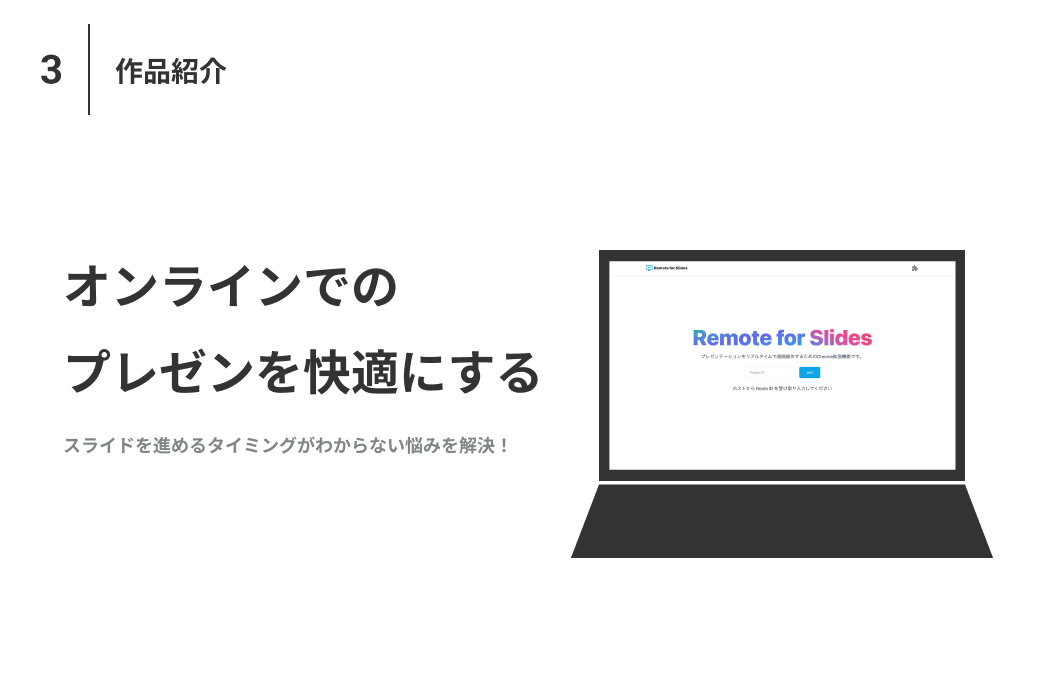 3
作品紹介
オンラインでの
プレゼンを快適にする
スライドを進めるタイミングがわからない悩みを解決！
Remote for Slides
Remote for Slides
プレゼンテーションをリアルタイムで遠隔操作するためのChrome拡張機能です。
Room ID
Join
ホストから Room ID を受け取り入力してください